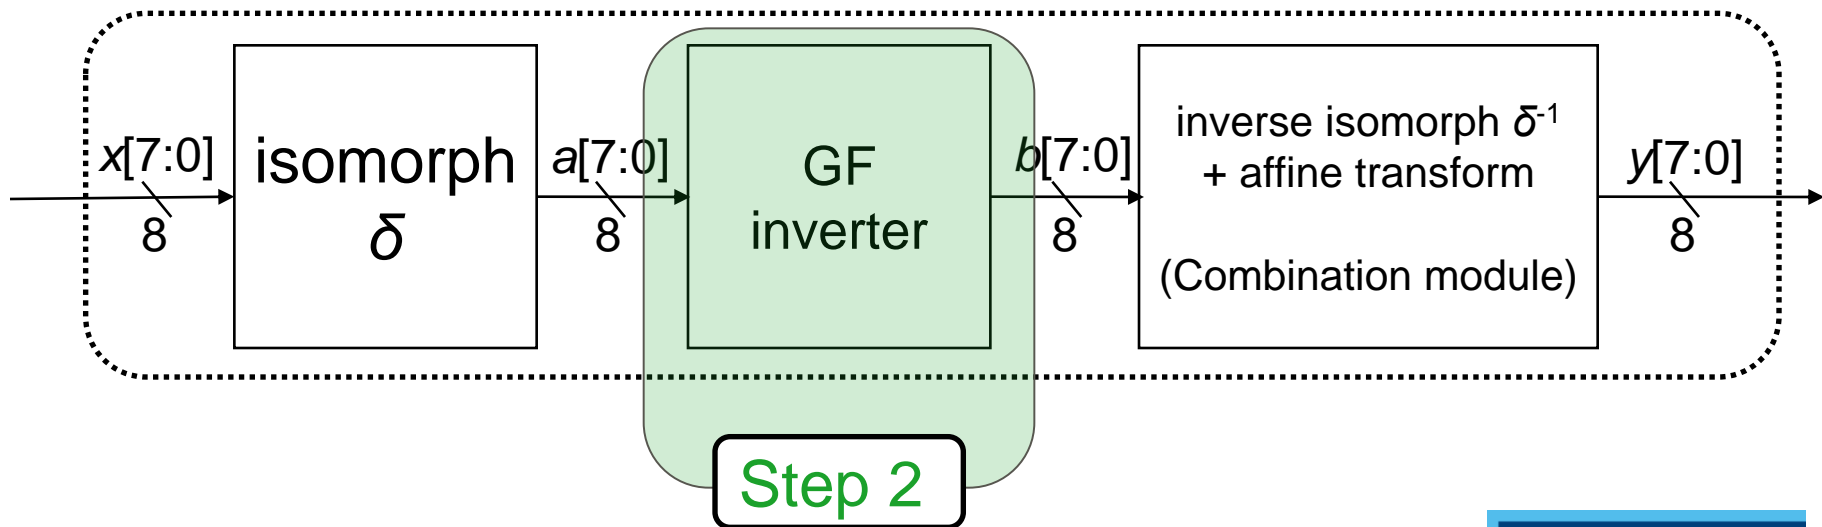 x[7:0]
8
isomorph
δ
a[7:0]
8
GF
inverter
b[7:0]
8
inverse isomorph δ⁻¹
+ affine transform
(Combination module)
y[7:0]
8
Step 2